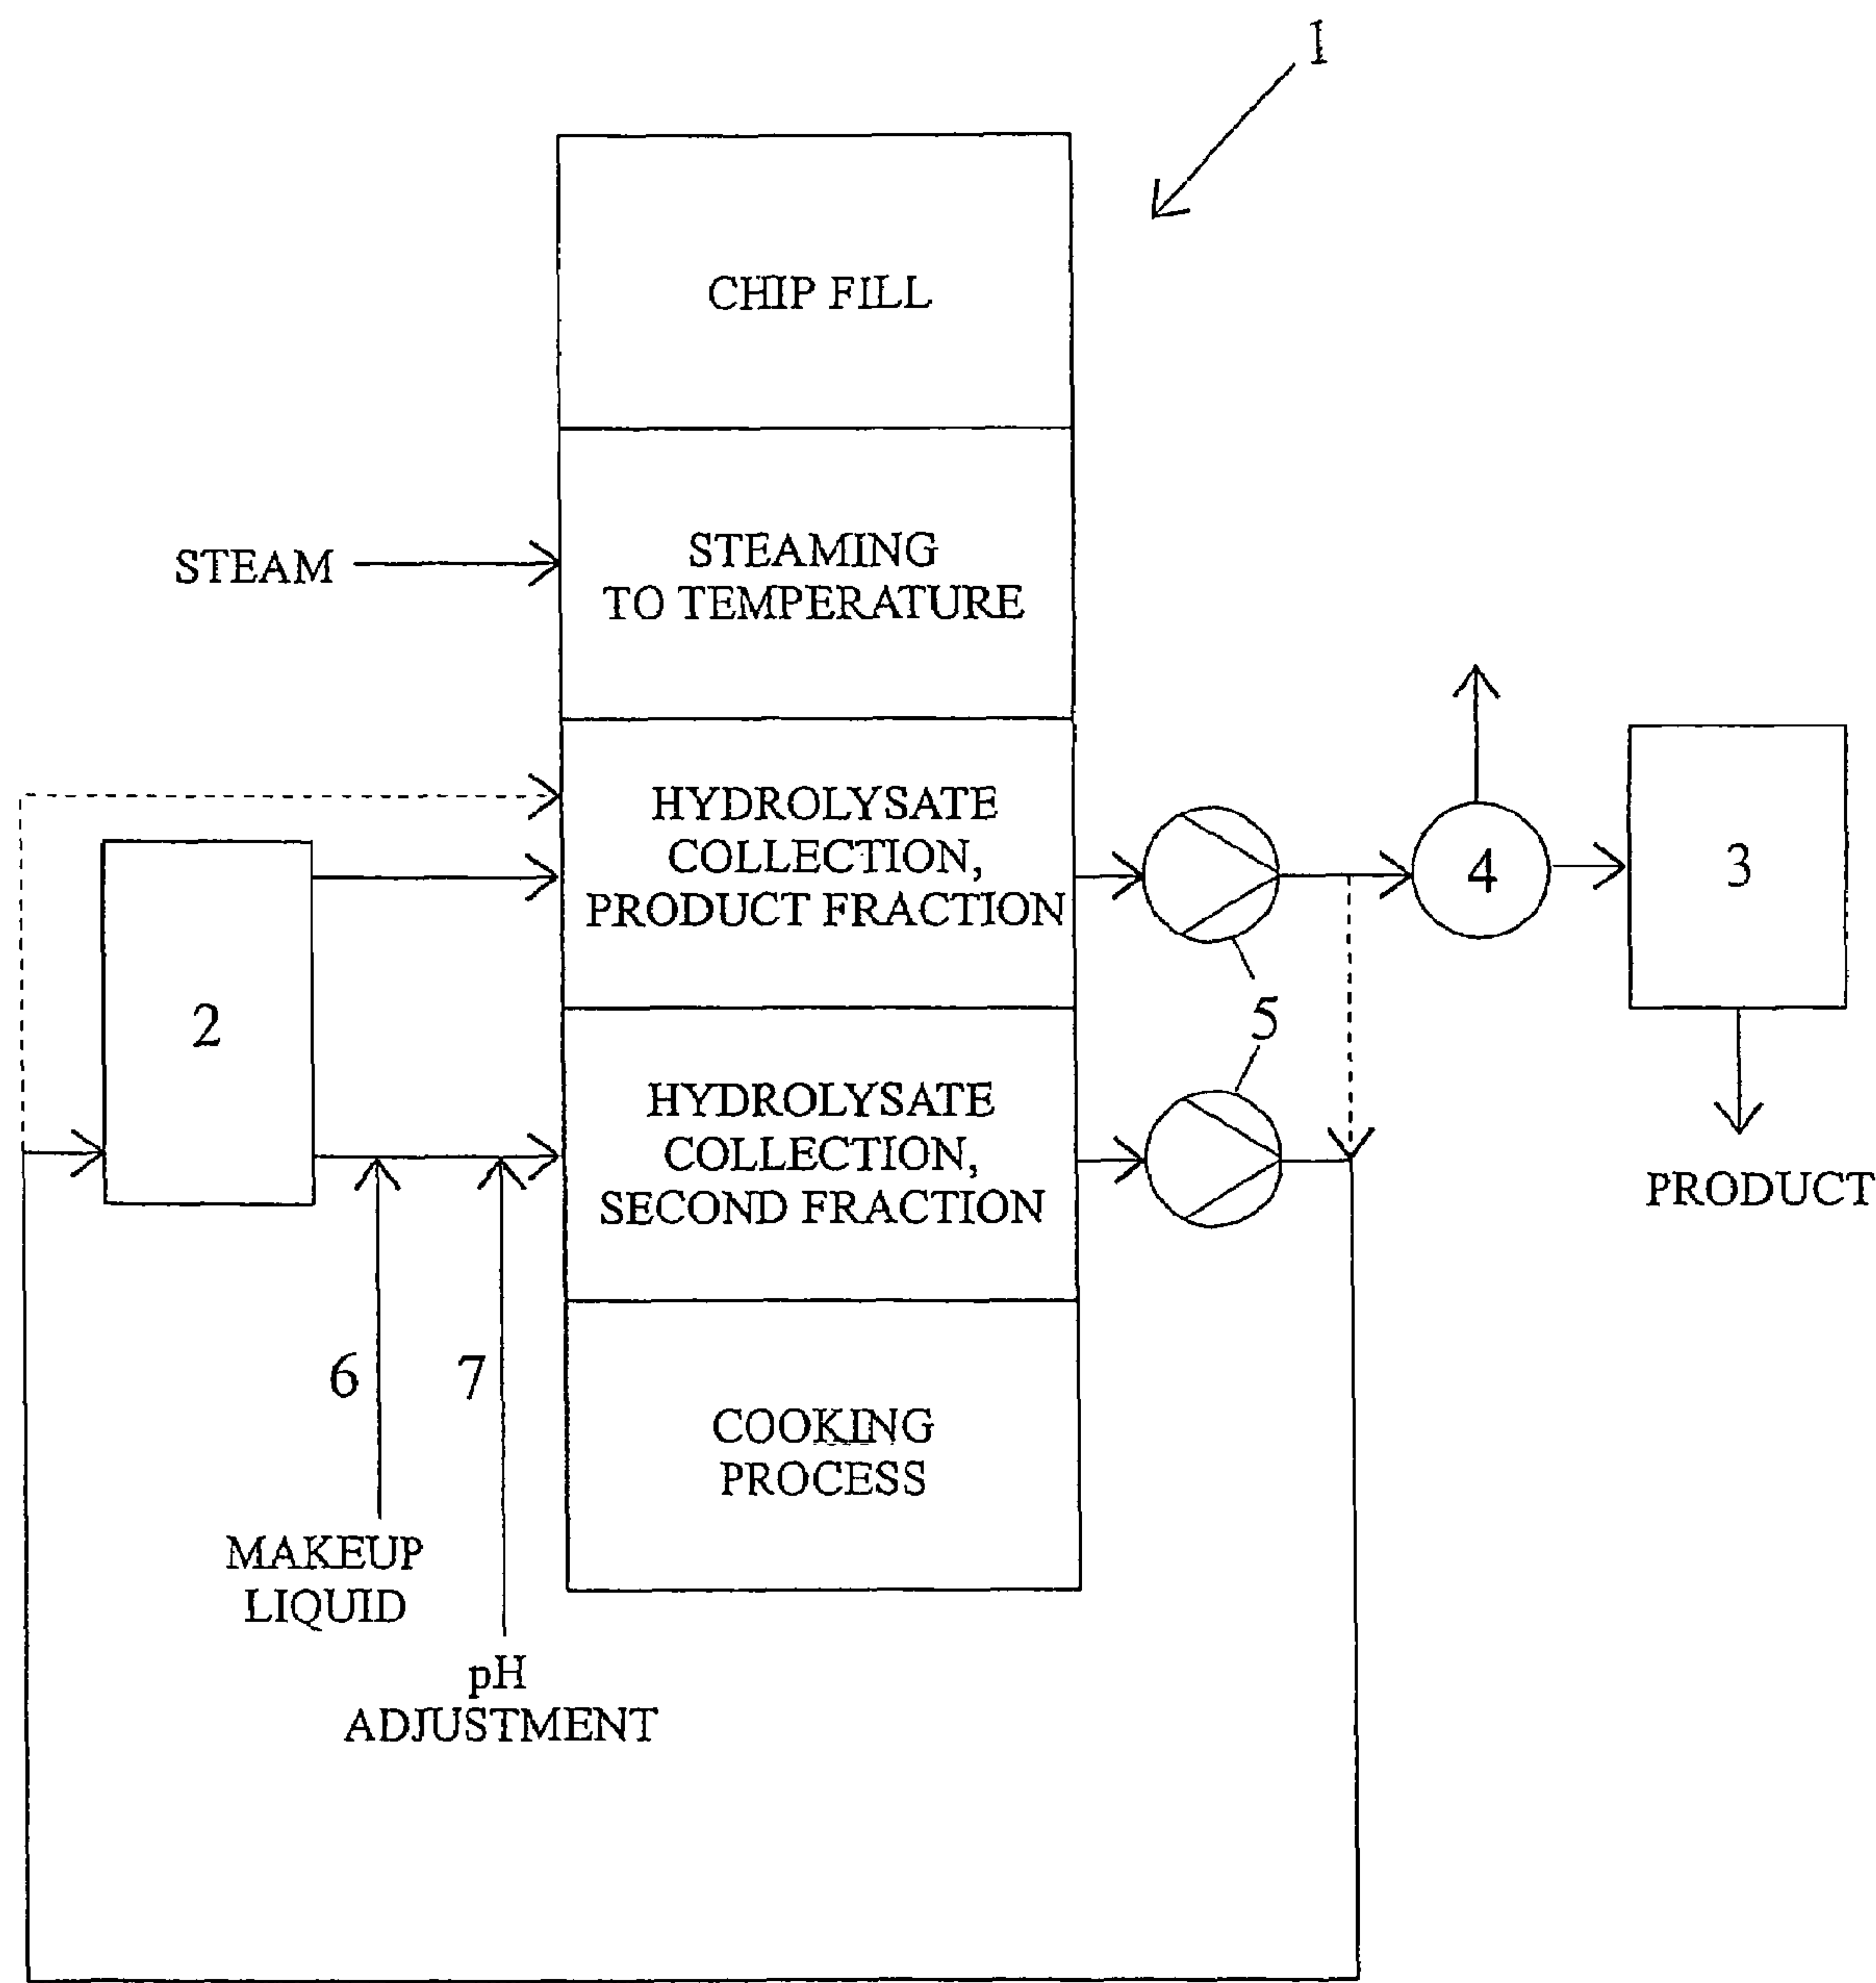 1
CHIP FILL
STEAM
STEAMING
TO TEMPERATURE
HYDROLYSATE
COLLECTION,
PRODUCT FRACTION
4
3
2
5
HYDROLYSATE
COLLECTION,
SECOND FRACTION
PRODUCT
6
7
COOKING
PROCESS
MAKEUP
LIQUID
pH
ADJUSTMENT